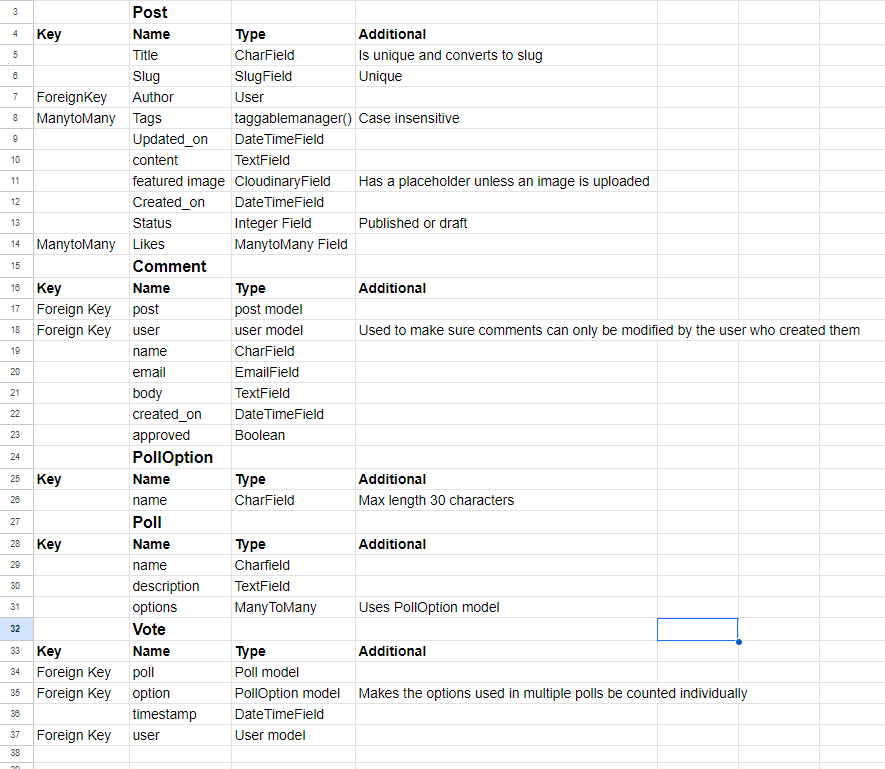 3 Post
4 Key Name Type Additional
5 Title CharField Is unique and converts to slug
6 Slug SlugField Unique
7 ForeignKey Author User
8 ManytoMany Tags taggablemanager() Case insensitive
9 Updated_on DateTimeField
10 content TextField
11 featured image CloudinaryField Has a placeholder unless an image is uploaded
12 Created_on DateTimeField
13 Status Integer Field Published or draft
14 ManytoMany Likes ManytoMany Field
15 Comment
16 Key Name Type Additional
17 Foreign Key post post model
18 Foreign Key user user model Used to make sure comments can only be modified by the user who created them
19 name CharField
20 email EmailField
21 body TextField
22 created_on DateTimeField
23 approved Boolean
24 PollOption
25 Key Name Type Additional
26 name CharField Max length 30 characters
27 Poll
28 Key Name Type Additional
29 name Charfield
30 description TextField
31 options ManyToMany Uses PollOption model
32 Vote
33 Key Name Type Additional
34 Foreign Key poll Poll model
35 Foreign Key option PollOption model Makes the options used in multiple polls be counted individually
36 timestamp DateTimeField
37 Foreign Key user User model
38